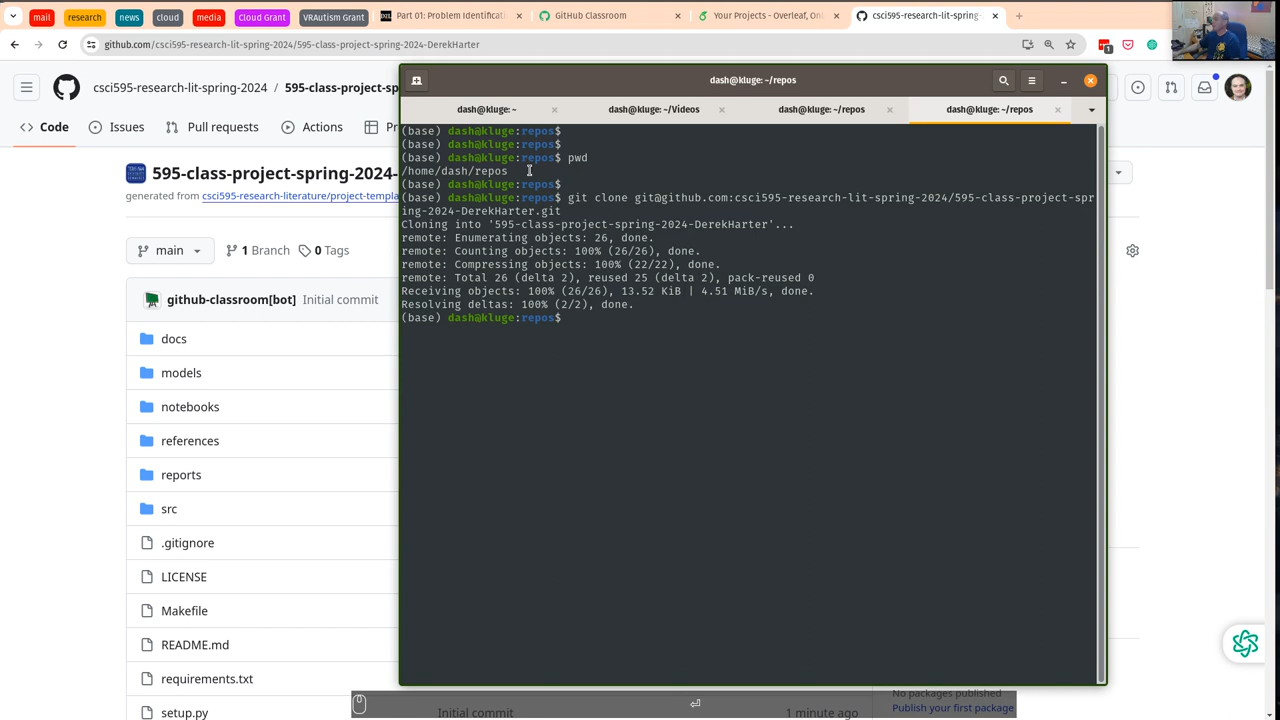 mail
research
news
cloud
media
Cloud Grant
VRAutism Grant
Part 01: Problem Identificati
GitHub Classroom
Your Projects - Overleaf, Onl
csci595-research-lit-spring-
github.com/csci595-research-lit-spring-2024/595-class-project-spring-2024-DerekHarter
1
csci595-research-lit-spring-2024 / 595-class-project-sp
Code
Issues
Pull requests
Actions
Pr
595-class-project-spring-2024-
generated from csci595-research-literature/project-templa
main
1 Branch
0 Tags
github-classroom[bot] Initial commit
docs
models
notebooks
references
reports
src
.gitignore
LICENSE
Makefile
README.md
requirements.txt
setup.py
Initial commit
1 minute ago
No packages published
Publish your first package
dash@kluge: ~/repos
dash@kluge: ~
dash@kluge: ~/Videos
dash@kluge: ~/repos
dash@kluge: ~/repos
(base) dash@kluge:repos$
(base) dash@kluge:repos$
(base) dash@kluge:repos$ pwd
/home/dash/repos
(base) dash@kluge:repos$
(base) dash@kluge:repos$ git clone git@github.com:csci595-research-lit-spring-2024/595-class-project-spr
ing-2024-DerekHarter.git
Cloning into '595-class-project-spring-2024-DerekHarter'...
remote: Enumerating objects: 26, done.
remote: Counting objects: 100% (26/26), done.
remote: Compressing objects: 100% (22/22), done.
remote: Total 26 (delta 2), reused 25 (delta 2), pack-reused 0
Receiving objects: 100% (26/26), 13.52 KiB | 4.51 MiB/s, done.
Resolving deltas: 100% (2/2), done.
(base) dash@kluge:repos$